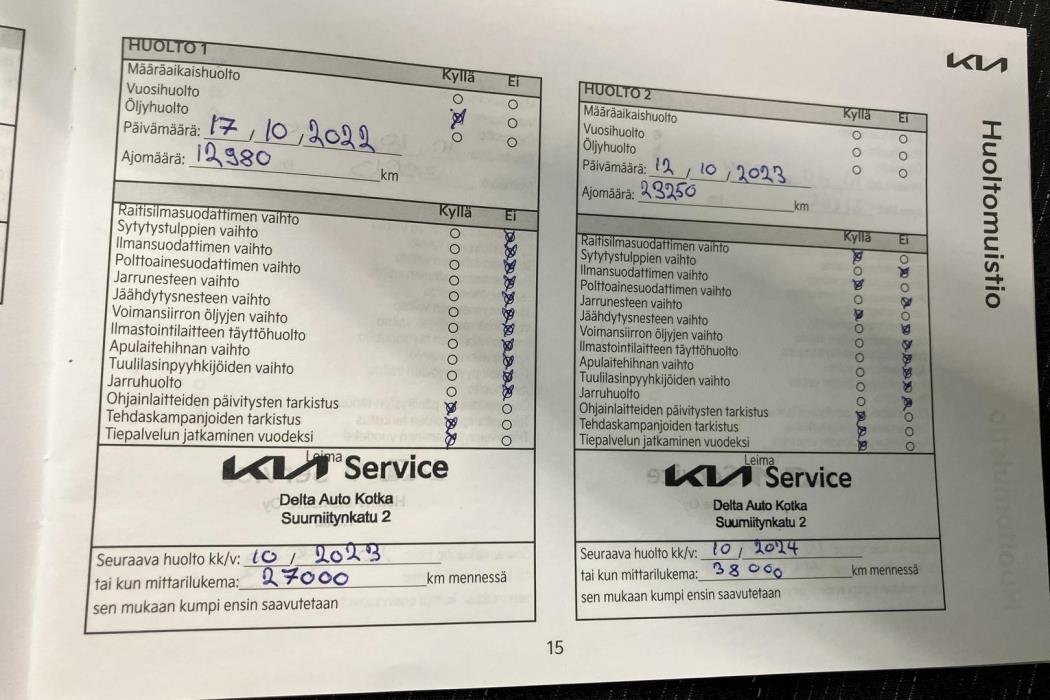 KIA
Huoltomuistio
HUOLTO 1
Kyllä Ei
Määräaikaishuolto
Vuosihuolto
Öljyhuolto
Päivämäärä: 17 / 10 / 2022
Ajomäärä: 12980 km
Kyllä Ei
Raitisilmasuodattimen vaihto
Sytytystulppien vaihto
Ilmansuodattimen vaihto
Polttoainesuodattimen vaihto
Jarrunesteen vaihto
Jäähdytysnesteen vaihto
Voimansiirron öljyjen vaihto
Ilmastointilaitteen täyttöhuolto
Apulaitehihnan vaihto
Tuulilasinpyyhkijöiden vaihto
Jarruhuolto
Ohjainlaitteiden päivitysten tarkistus
Tehdaskampanjoiden tarkistus
Tiepalvelun jatkaminen vuodeksi
Leima
KIA Service
Delta Auto Kotka
Suurniitynkatu 2
Seuraava huolto kk/v: 10 / 2023
tai kun mittarilukema: 27000 km mennessä
sen mukaan kumpi ensin saavutetaan
HUOLTO 2
Kyllä Ei
Määräaikaishuolto
Vuosihuolto
Öljyhuolto
Päivämäärä: 12 / 10 / 2023
Ajomäärä: 23250 km
Kyllä Ei
Raitisilmasuodattimen vaihto
Sytytystulppien vaihto
Ilmansuodattimen vaihto
Polttoainesuodattimen vaihto
Jarrunesteen vaihto
Jäähdytysnesteen vaihto
Voimansiirron öljyjen vaihto
Ilmastointilaitteen täyttöhuolto
Apulaitehihnan vaihto
Tuulilasinpyyhkijöiden vaihto
Jarruhuolto
Ohjainlaitteiden päivitysten tarkistus
Tehdaskampanjoiden tarkistus
Tiepalvelun jatkaminen vuodeksi
Leima
KIA Service
Delta Auto Kotka
Suurniitynkatu 2
Seuraava huolto kk/v: 10 / 2024
tai kun mittarilukema: 38000 km mennessä
sen mukaan kumpi ensin saavutetaan
15